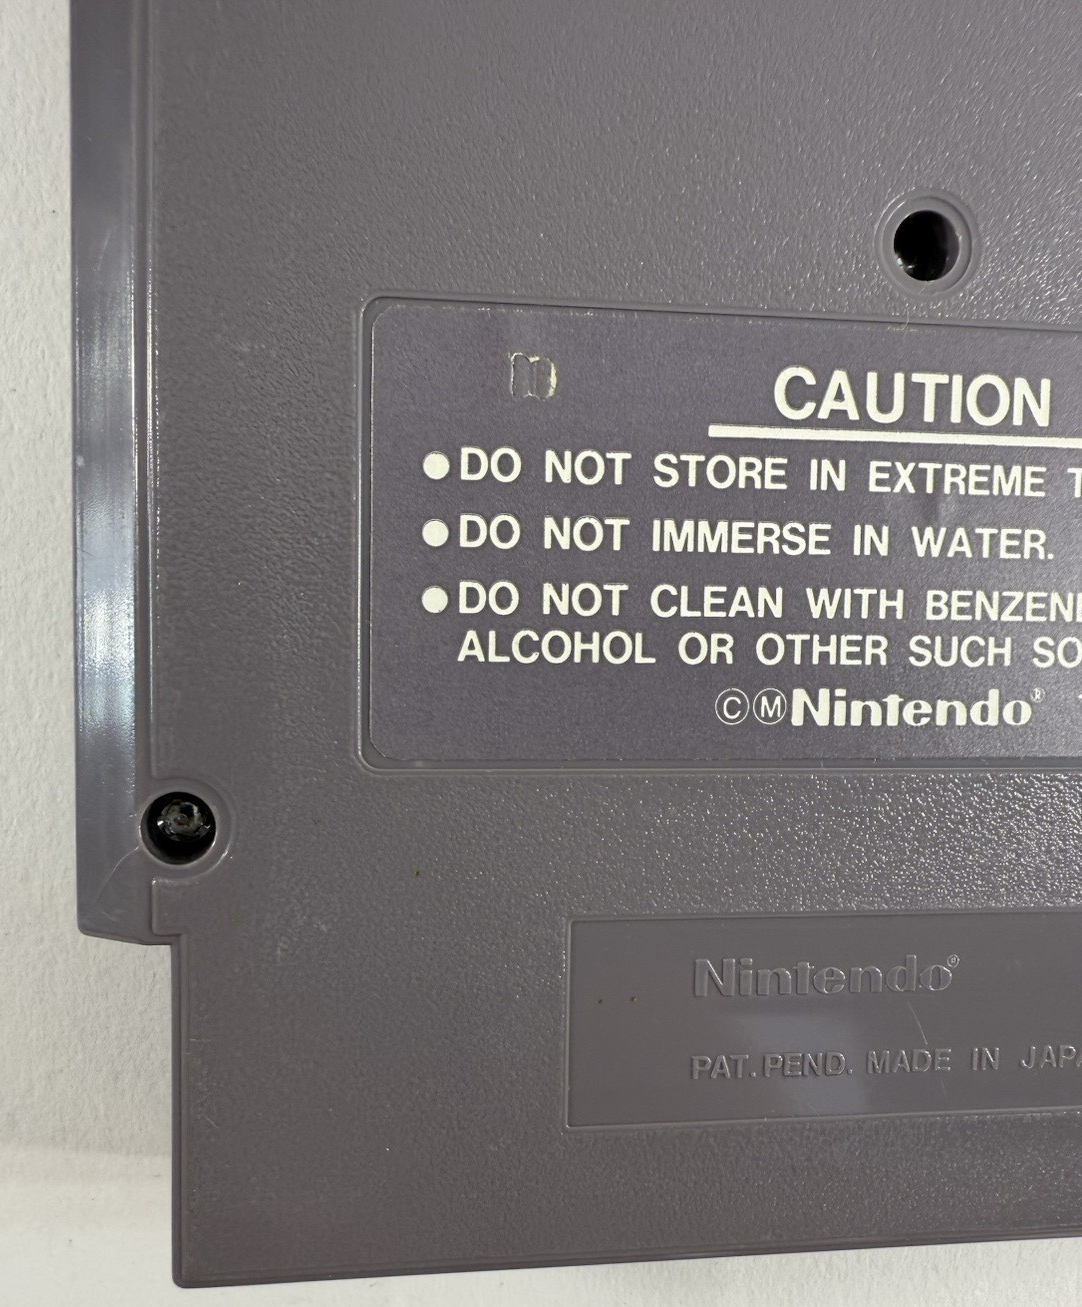 CAUTION
●DO NOT STORE IN EXTREME
●DO NOT IMMERSE IN WATER.
●DO NOT CLEAN WITH
ALCOHOL OR OTHER SUCH
©ⓂNintendo®
Nintendo®
PAT. PEND. MADE IN